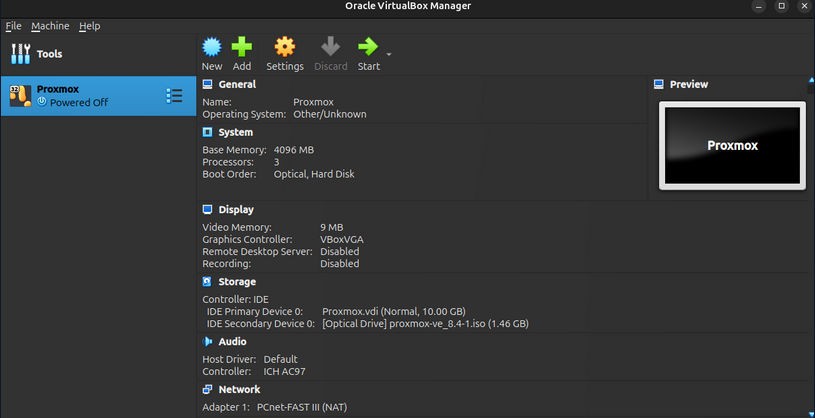 Oracle VirtualBox Manager
File Machine Help
Tools
New Add Settings Discard Start
32
Proxmox
Powered Off
General
Name: Proxmox
Operating System: Other/Unknown
System
Base Memory: 4096 MB
Processors: 3
Boot Order: Optical, Hard Disk
Preview
Proxmox
Display
Video Memory: 9 MB
Graphics Controller: VBoxVGA
Remote Desktop Server: Disabled
Recording: Disabled
Storage
Controller: IDE
IDE Primary Device 0: Proxmox.vdi (Normal, 10.00 GB)
IDE Secondary Device 0: [Optical Drive] proxmox-ve_8.4-1.iso (1.46 GB)
Audio
Host Driver: Default
Controller: ICH AC97
Network
Adapter 1: PCnet-FAST III (NAT)